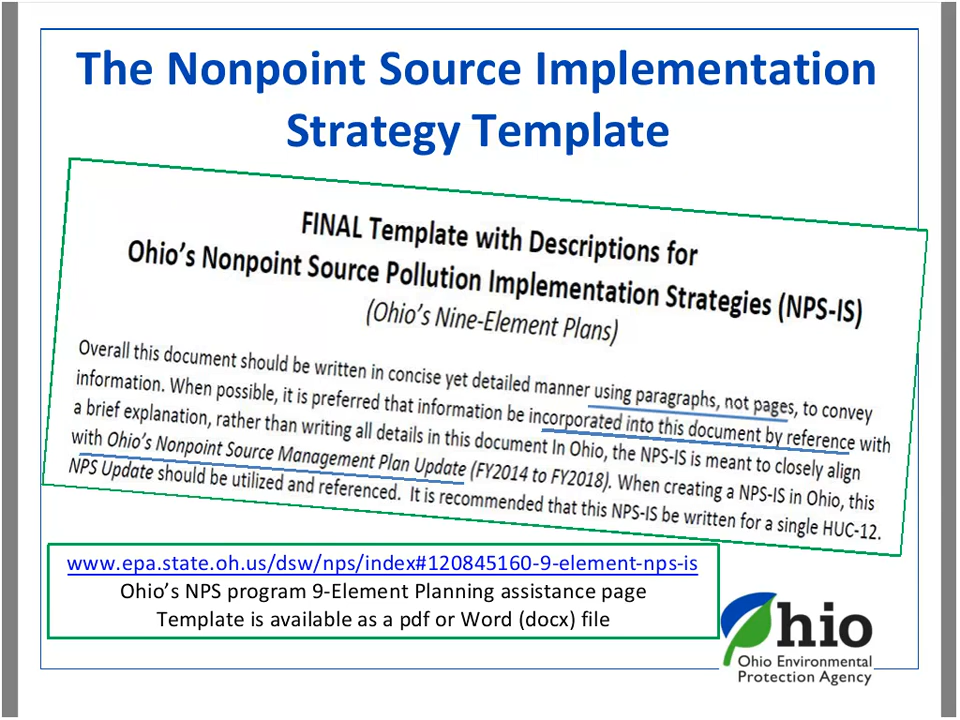 The Nonpoint Source Implementation
Strategy Template
FINAL Template with Descriptions for
Ohio's Nonpoint Source Pollution Implementation Strategies (NPS-IS)
(Ohio's Nine-Element Plans)
Overall this document should be written in concise yet detailed manner using paragraphs, not pages, to convey
information. When possible, it is preferred that information be incorporated into this document by reference with
a brief explanation, rather than writing all details in this document In Ohio, the NPS-IS is meant to closely align
with Ohio's Nonpoint Source Management Plan Update (FY2014 to FY2018). When creating a NPS-IS in Ohio, this
NPS Update should be utilized and referenced. It is recommended that this NPS-IS be written for a single HUC-12.
www.epa.state.oh.us/dsw/nps/index#120845160-9-element-nps-is
Ohio's NPS program 9-Element Planning assistance page
Template is available as a pdf or Word (docx) file
Ohio
Ohio Environmental
Protection Agency